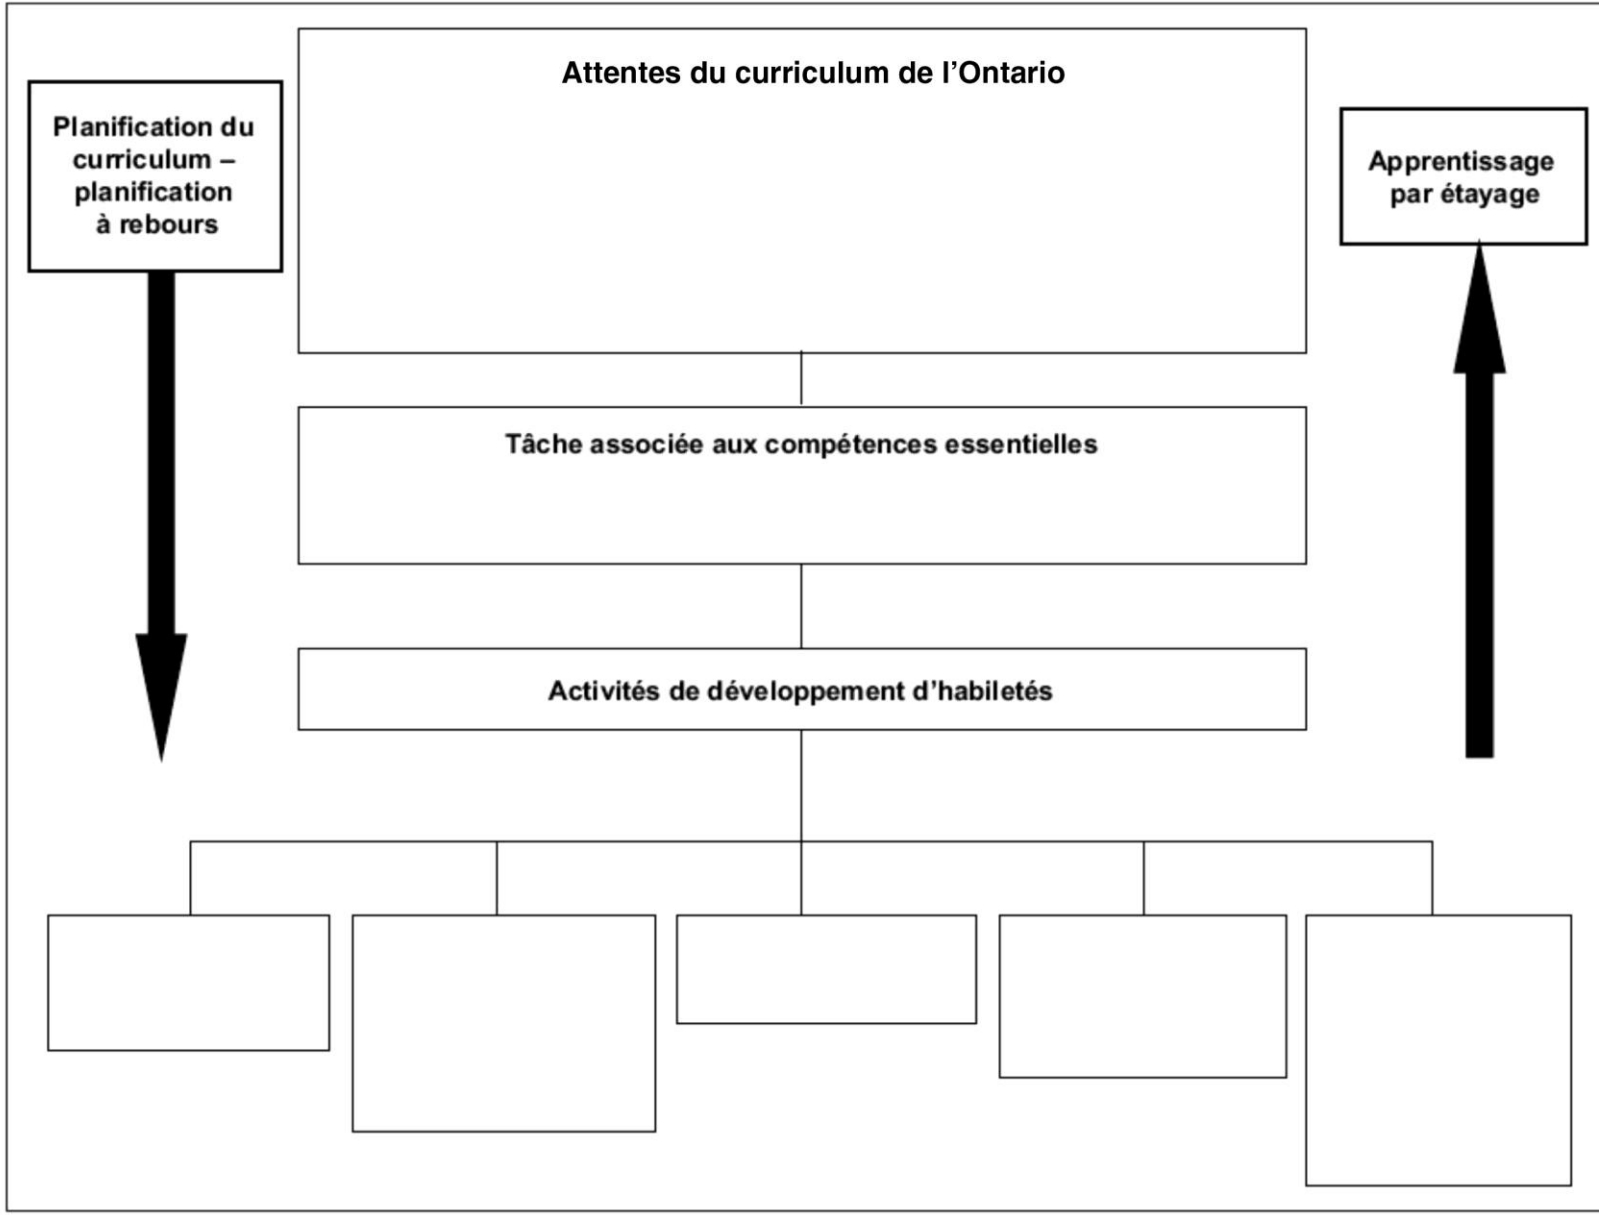 Attentes du curriculum de l’Ontario
Planification du
curriculum –
planification
à rebours
Apprentissage
par étayage
Tâche associée aux compétences essentielles
Activités de développement d’habiletés